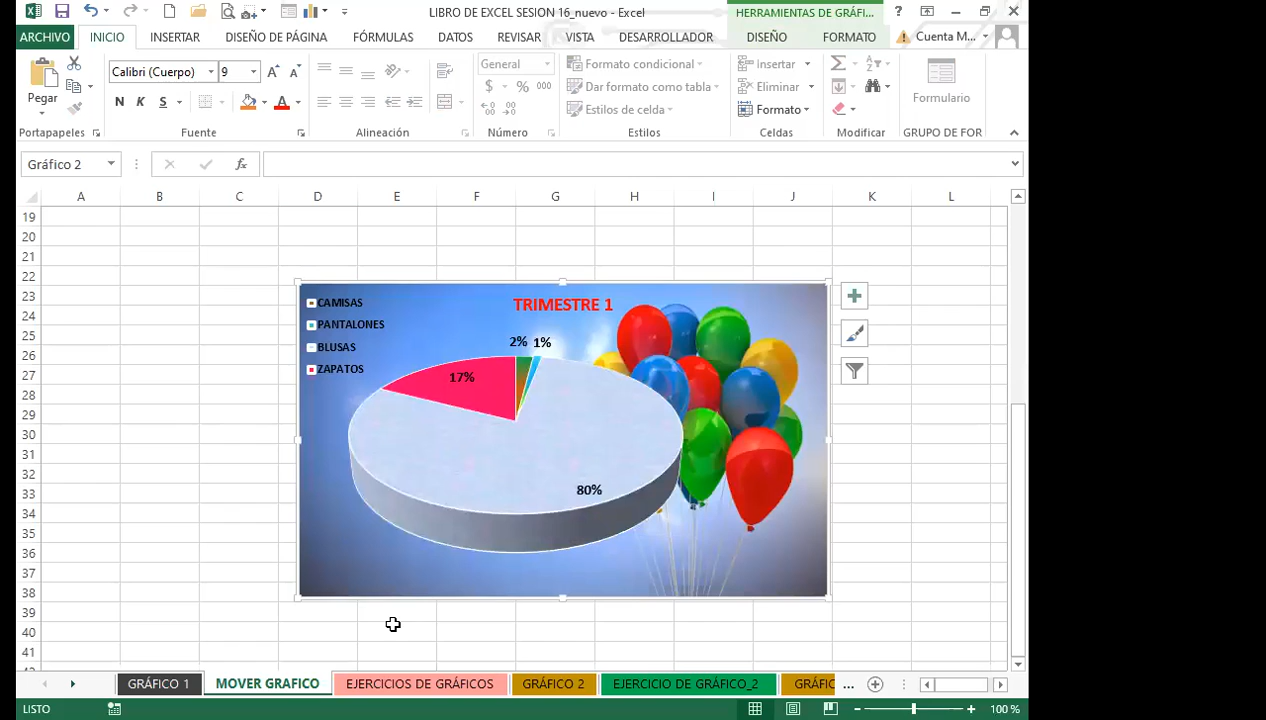 LIBRO DE EXCEL SESION 16_nuevo - Excel
HERRAMIENTAS DE GRÁFI...
?
ARCHIVO INICIO INSERTAR DISEÑO DE PÁGINA FÓRMULAS DATOS REVISAR VISTA DESARROLLADOR DISEÑO FORMATO Cuenta M...
Calibri (Cuerpo) 9
General
Formato condicional
Insertar
Pegar
N K S
$ % 000
Dar formato como tabla
Eliminar
Formulario
Estilos de celda
Formato
Portapapeles Fuente Alineación Número Estilos Celdas Modificar GRUPO DE FOR
Gráfico 2
fx
A B C D E F G H I J K L
19
20
21
22
23
24
25
26
27
28
29
30
31
32
33
34
35
36
37
38
39
40
41
TRIMESTRE 1
CAMISAS
PANTALONES
BLUSAS
ZAPATOS
2% 1%
17%
80%
GRÁFICO 1 MOVER GRAFICO EJERCICIOS DE GRÁFICOS GRÁFICO 2 EJERCICIO DE GRÁFICO_2 GRÁFIC ...
LISTO
100 %